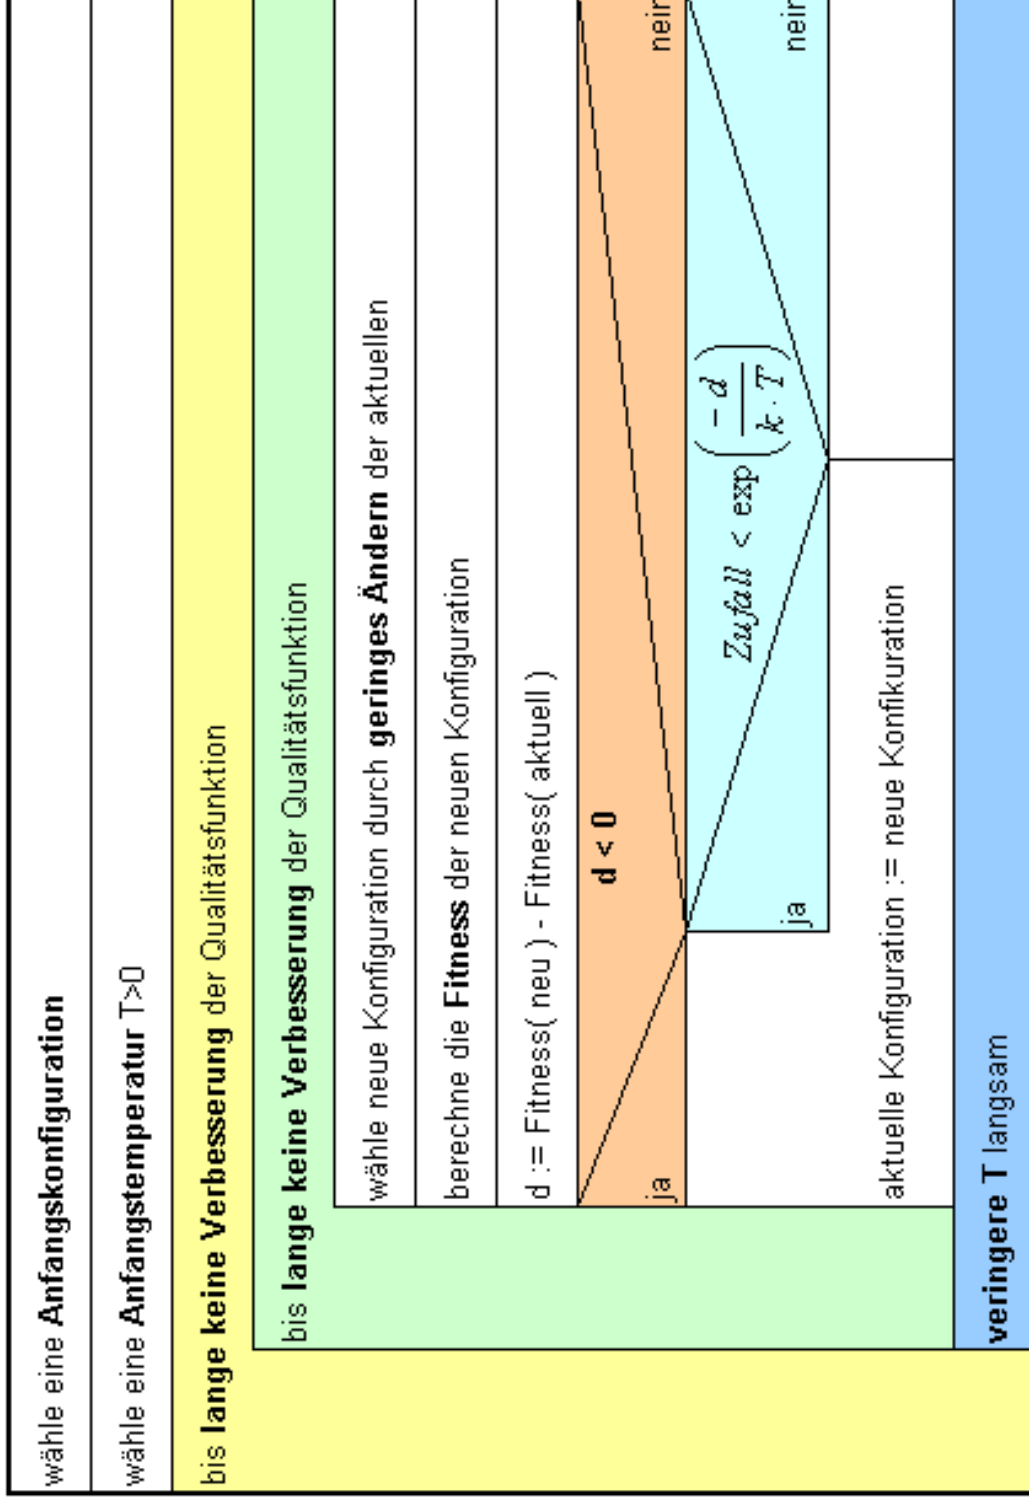 wähle eine Anfangskonfiguration
wähle eine Anfangstemperatur T>0
bis lange keine Verbesserung der Qualitätsfunktion
bis lange keine Verbesserung der Qualitätsfunktion
wähle neue Konfiguration durch geringes Ändern der aktuellen
berechne die Fitness der neuen Konfiguration
d := Fitness( neu ) - Fitness( aktuell )
d < 0
ja nein
Zufall < exp(-d / k · T)
ja nein
aktuelle Konfiguration := neue Konfikuration
veringere T langsam